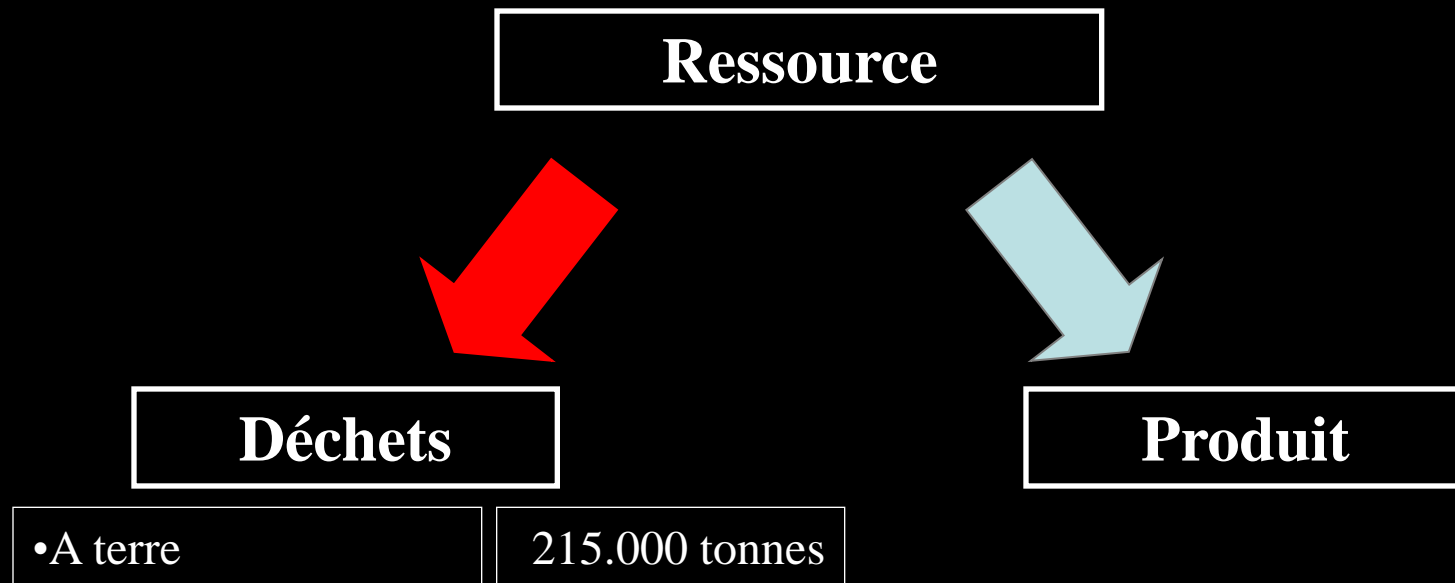 Ressource
Déchets
Produit
•A terre
215.000 tonnes